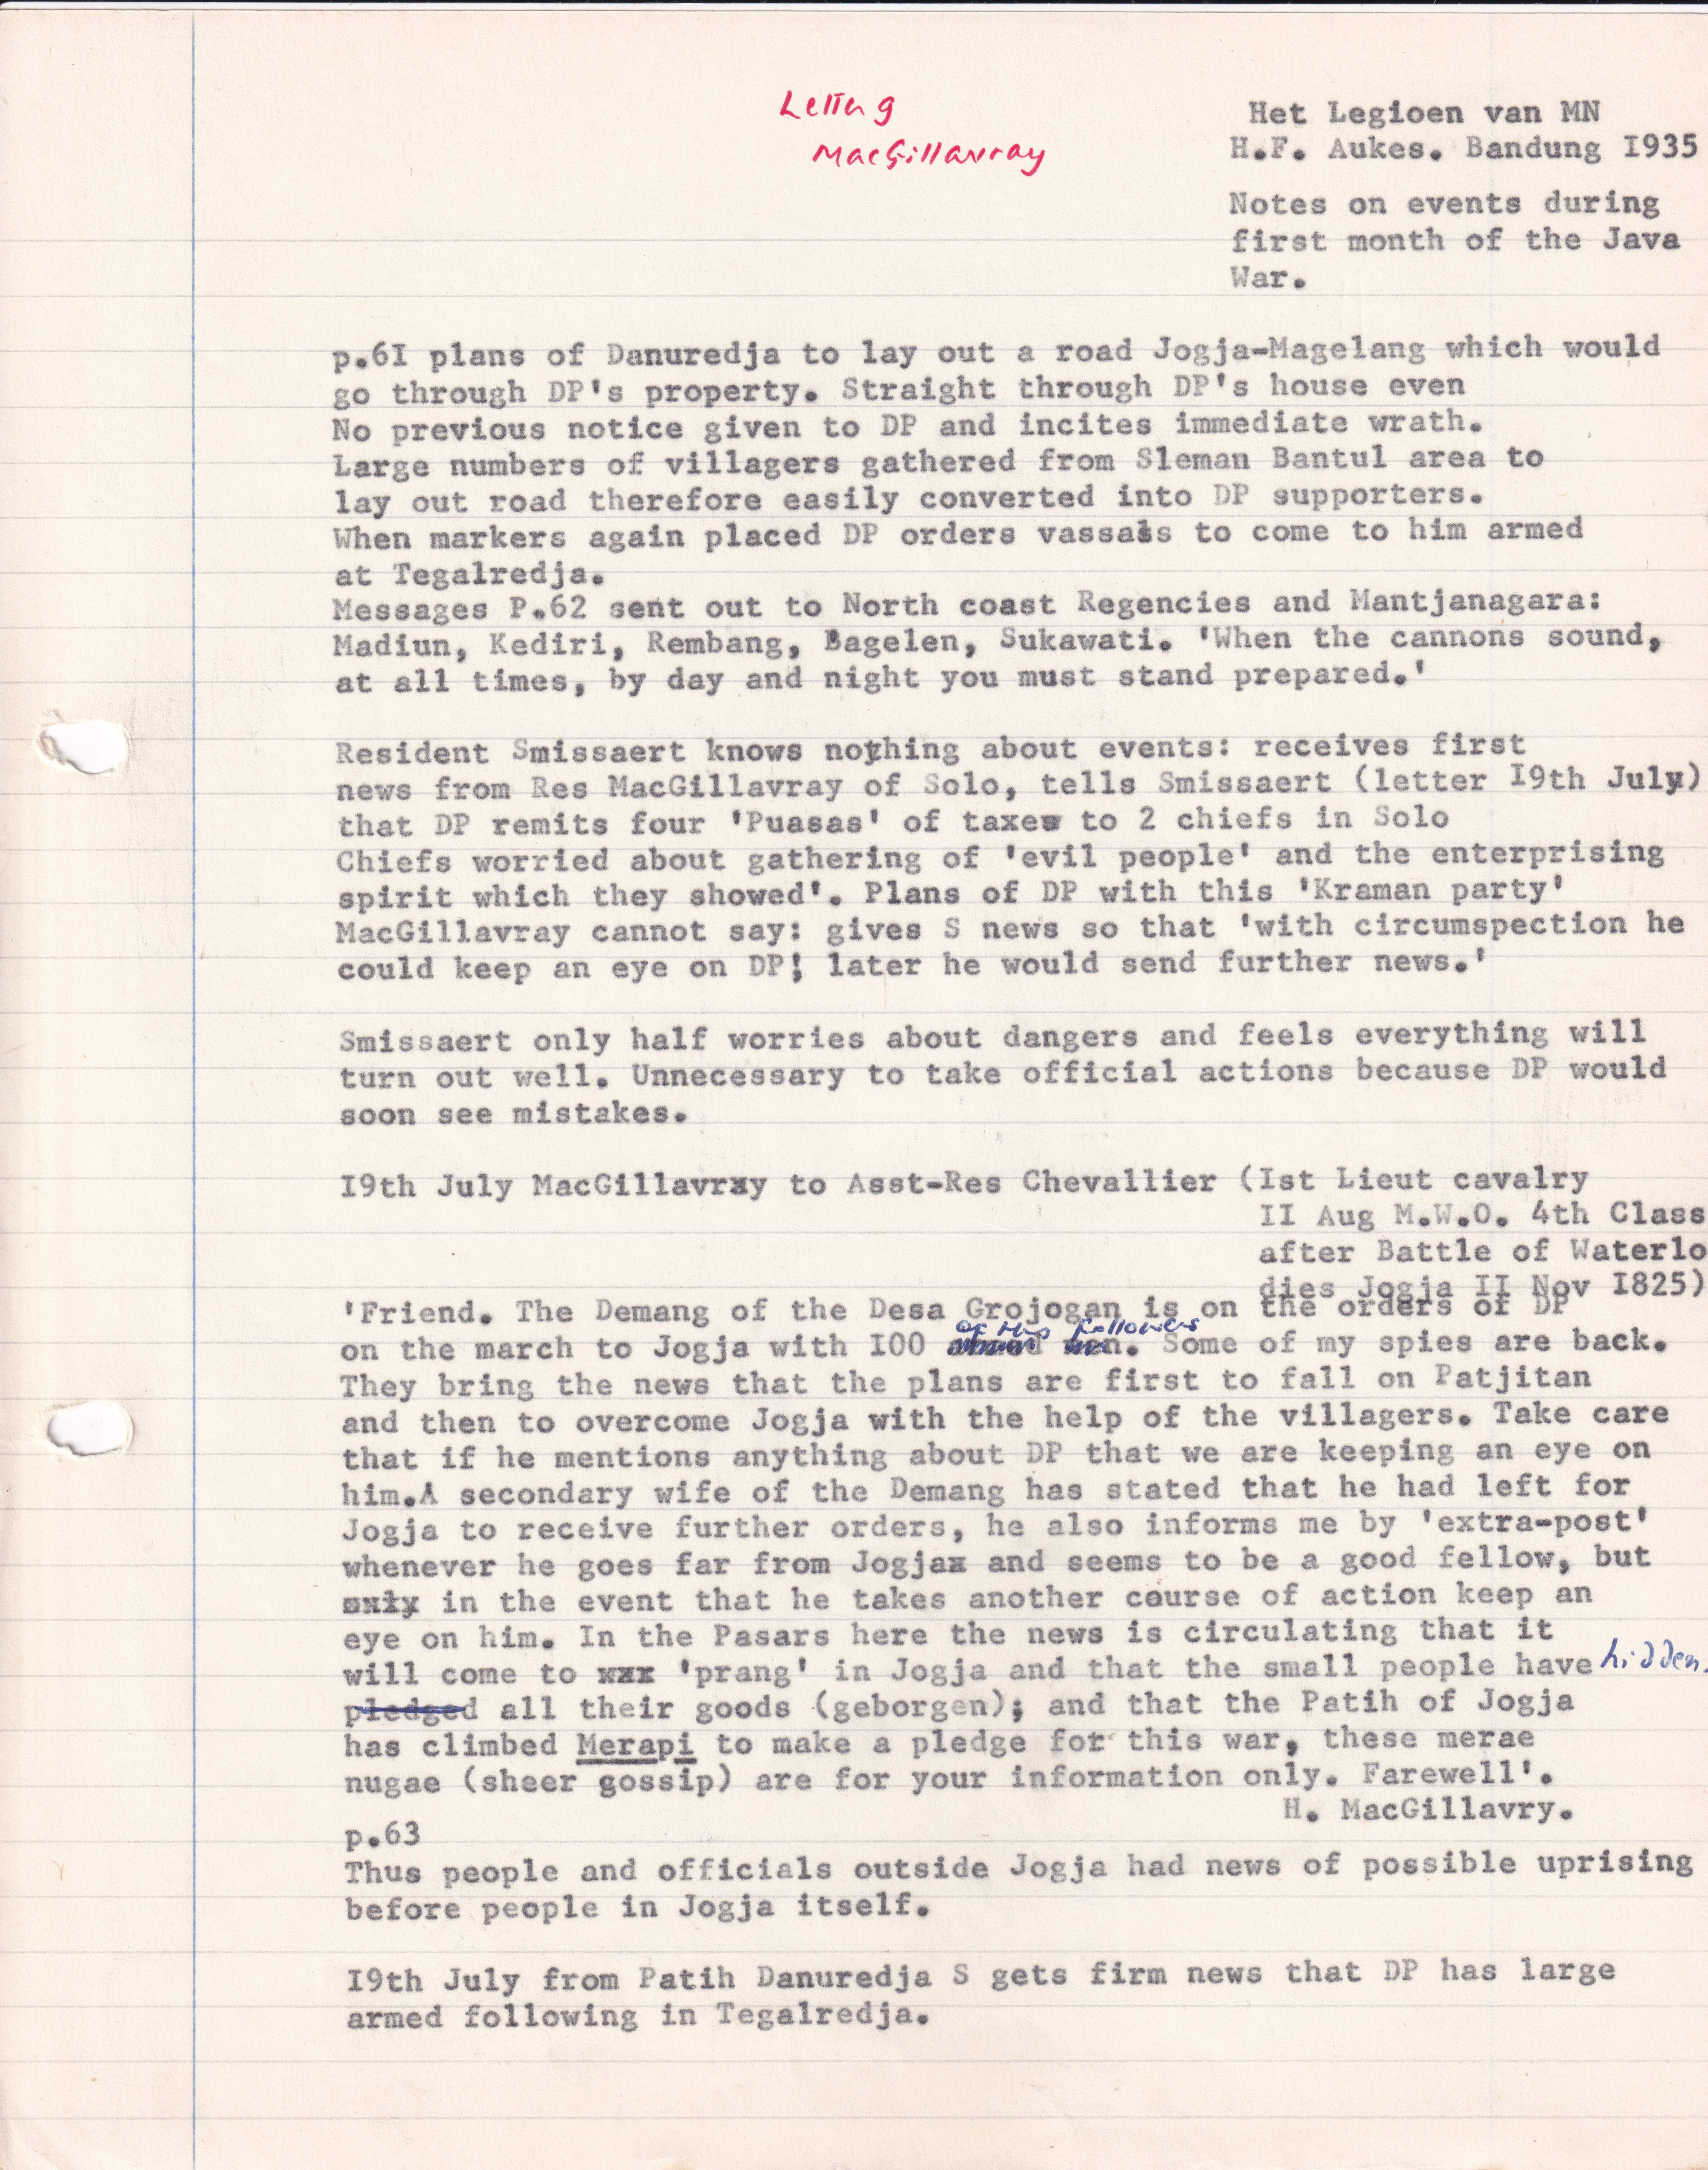 Letter of
MacGillavray
Het Legioen van MN
H.F. Aukes. Bandung I935
Notes on events during
first month of the Java
War.
p.6I plans of Danuredja to lay out a road Jogja-Magelang which would
go through DP's property. Straight through DP's house even
No previous notice given to DP and incites immediate wrath.
Large numbers of villagers gathered from Sleman Bantul area to
lay out road therefore easily converted into DP supporters.
When markers again placed DP orders vassals to come to him armed
at Tegalredja.
Messages P.62 sent out to North coast Regencies and Mantjanagara:
Madiun, Kediri, Rembang, Bagelen, Sukawati. 'When the cannons sound,
at all times, by day and night you must stand prepared.'
Resident Smissaert knows nothing about events: receives first
news from Res MacGillavray of Solo, tells Smissaert (letter I9th July)
that DP remits four 'Puasas' of taxes to 2 chiefs in Solo
Chiefs worried about gathering of 'evil people' and the enterprising
spirit which they showed'. Plans of DP with this 'Kraman party'
MacGillavray cannot say: gives S news so that 'with circumspection he
could keep an eye on DP; later he would send further news.'
Smissaert only half worries about dangers and feels everything will
turn out well. Unnecessary to take official actions because DP would
soon see mistakes.
I9th July MacGillavray to Asst-Res Chevallier (Ist Lieut cavalry
II Aug M.W.O. 4th Class
after Battle of Waterlo
dies Jogja II Nov I825)
'Friend. The Demang of the Desa Grojogan is on the orders of DP
of his followers
on the march to Jogja with I00 armed men. Some of my spies are back.
They bring the news that the plans are first to fall on Patjitan
and then to overcome Jogja with the help of the villagers. Take care
that if he mentions anything about DP that we are keeping an eye on
him.A secondary wife of the Demang has stated that he had left for
Jogja to receive further orders, he also informs me by 'extra-post'
whenever he goes far from Jogjax and seems to be a good fellow, but
in the event that he takes another course of action keep an
eye on him. In the Pasars here the news is circulating that it
will come to xxx 'prang' in Jogja and that the small people have hidden.
pledged all their goods (geborgen); and that the Patih of Jogja
has climbed Merapi to make a pledge for this war, these merae
nugae (sheer gossip) are for your information only. Farewell'.
H. MacGillavry.
p.63
Thus people and officials outside Jogja had news of possible uprising
before people in Jogja itself.
I9th July from Patih Danuredja S gets firm news that DP has large
armed following in Tegalredja.